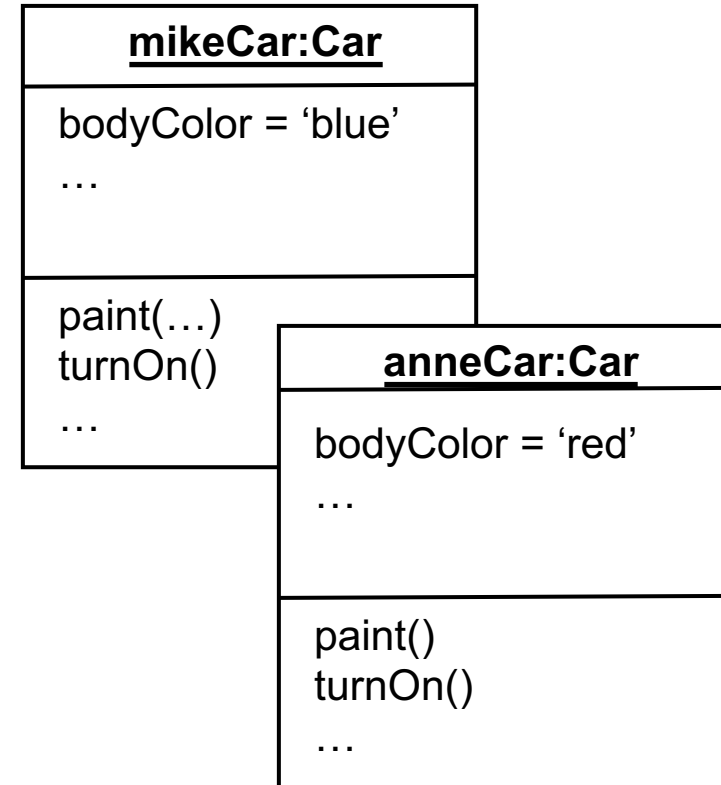 mikeCar:Car
bodyColor = ‘blue’
…
paint(…)
turnOn()
…
anneCar:Car
bodyColor = ‘red’
…
paint()
turnOn()
…